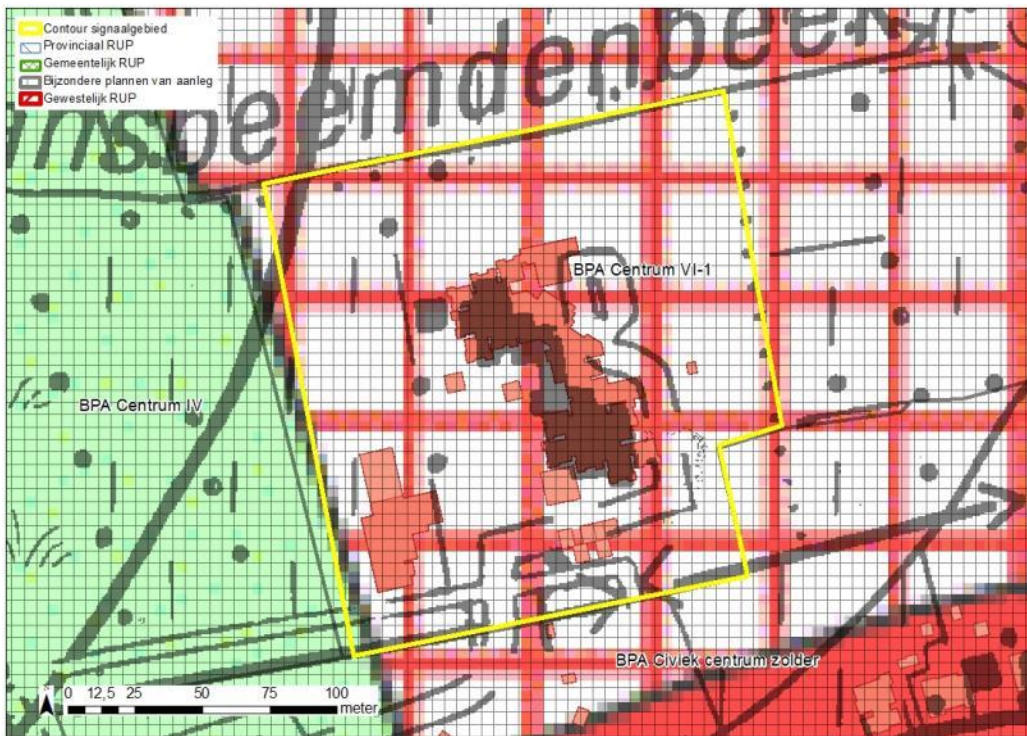 Contour signaalgebied
Provinciaal RUP
Gemeentelijk RUP
Bijzondere plannen van aanleg
Gewestelijk RUP
BPA Centrum VI-1
BPA Centrum IV
BPA Civiek centrum zolder
0 12,5 25 50 75 100
meter